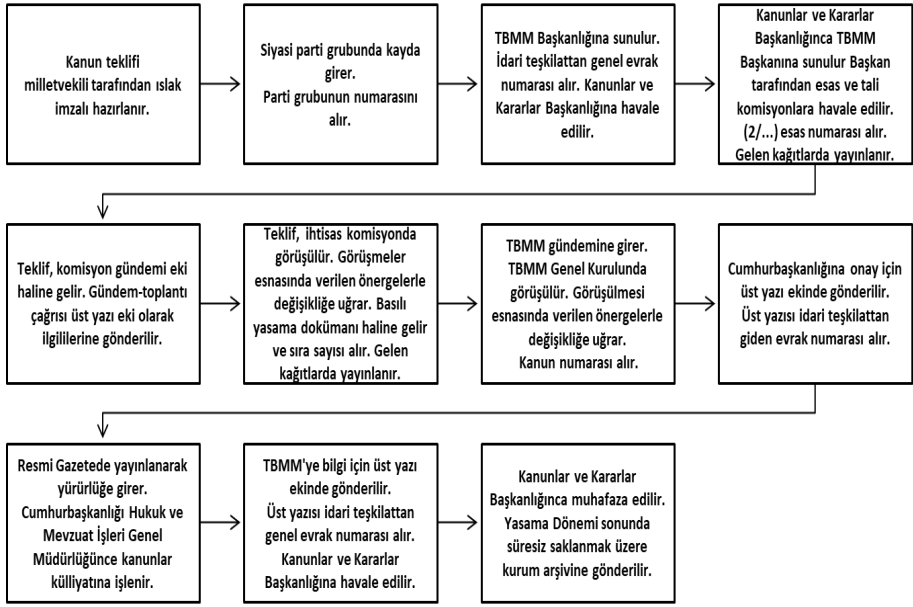 Kanun teklifi
milletvekili tarafından ıslak
imzalı hazırlanır.
Siyasi parti grubunda kayda
girer.
Parti grubunun numarasını
alır.
TBMM Başkanlığına sunulur.
İdari teşkilattan genel evrak
numarası alır. Kanunlar ve
Kararlar Başkanlığına havale
edilir.
Kanunlar ve Kararlar
Başkanlığınca TBMM
Başkanına sunulur Başkan
tarafından esas ve tali
komisyonlara havale edilir.
(2/...) esas numarası alır.
Gelen kağıtlarda yayınlanır.
Teklif, komisyon gündemi eki
haline gelir. Gündem-toplantı
çağrısı üst yazı eki olarak
ilgililerine gönderilir.
Teklif, ihtisas komisyonda
görüşülür. Görüşmeler
esnasında verilen önergelerle
değişikliğe uğrar. Basılı
yasama dokümanı haline gelir
ve sıra sayısı alır. Gelen
kağıtlarda yayınlanır.
TBMM gündemine girer.
TBMM Genel Kurulunda
görüşülür. Görüşülmesi
esnasında verilen önergelerle
değişikliğe uğrar.
Kanun numarası alır.
Cumhurbaşkanlığına onay için
üst yazı ekinde gönderilir.
Üst yazısı idari teşkilattan
giden evrak numarası alır.
Resmi Gazetede yayınlanarak
yürürlüğe girer.
Cumhurbaşkanlığı Hukuk ve
Mevzuat İşleri Genel
Müdürlüğünce kanunlar
külliyatına işlenir.
TBMM'ye bilgi için üst yazı
ekinde gönderilir.
Üst yazısı idari teşkilattan
genel evrak numarası alır.
Kanunlar ve Kararlar
Başkanlığına havale edilir.
Kanunlar ve Kararlar
Başkanlığınca muhafaza edilir.
Yasama Dönemi sonunda
süresiz saklanmak üzere
kurum arşivine gönderilir.